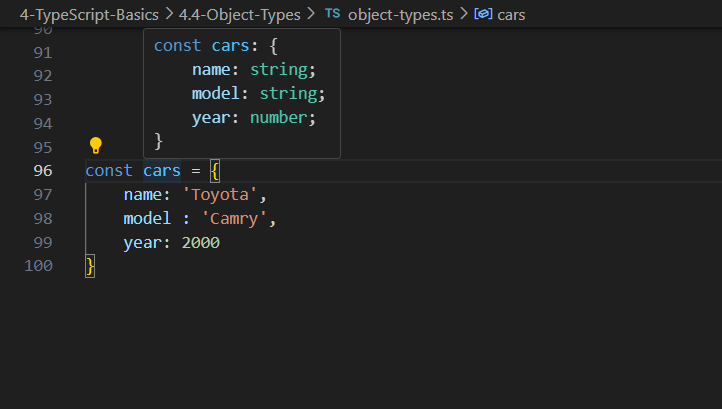 4-TypeScript-Basics > 4.4-Object-Types > TS object-types.ts > cars
90
91
92
93
94
95
const cars: {
name: string;
model: string;
year: number;
}
96 const cars = {
97 name: 'Toyota',
98 model : 'Camry',
99 year: 2000
100 }